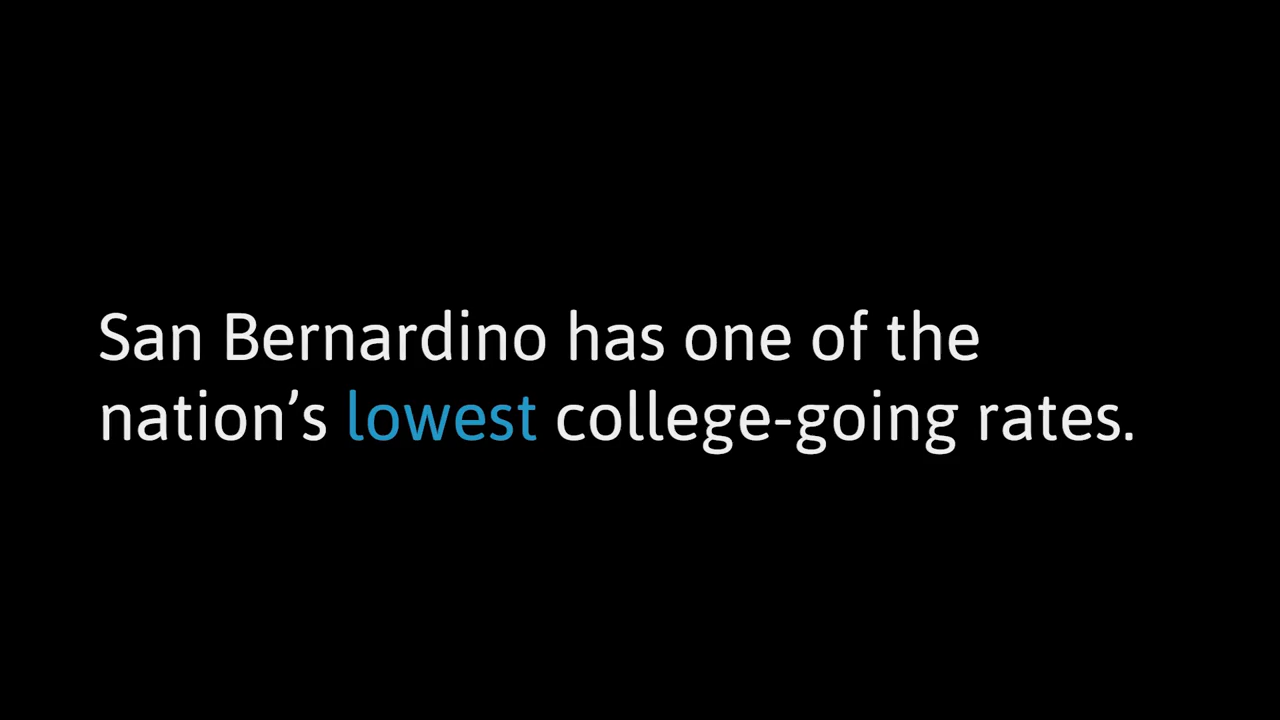 San Bernardino has one of the
nation’s lowest college-going rates.